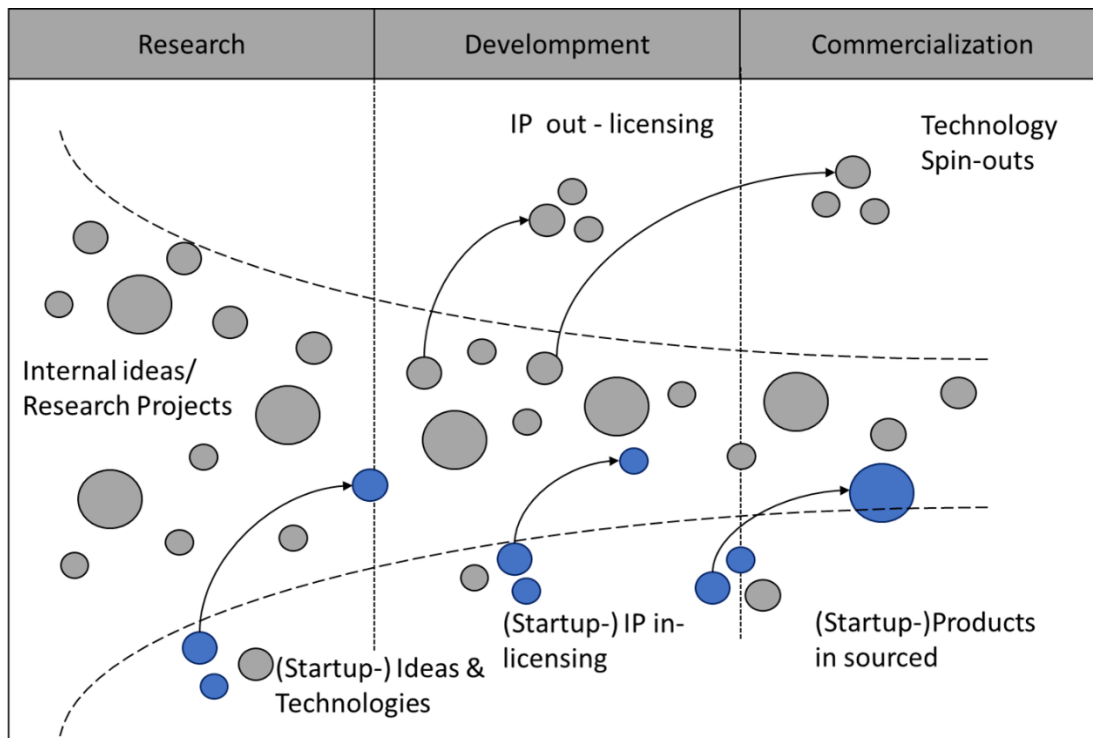 Research
Develompment
Commercialization
IP out - licensing
Technology
Spin-outs
Internal ideas/
Research Projects
(Startup-) Ideas &
Technologies
(Startup-) IP in-
licensing
(Startup-)Products
in sourced